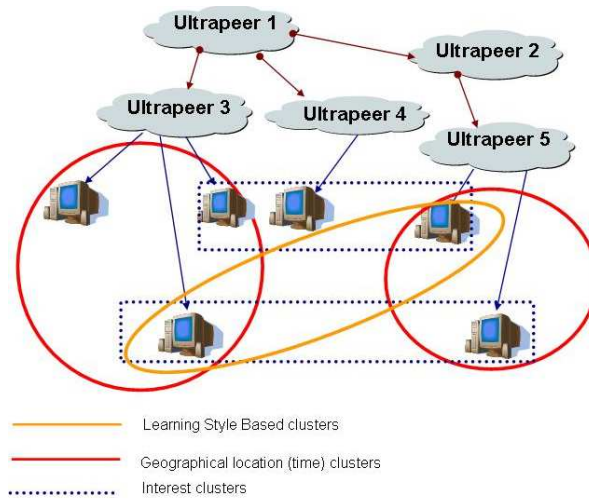 Ultrapeer 1
Ultrapeer 2
Ultrapeer 3
Ultrapeer 4
Ultrapeer 5
Learning Style Based clusters
Geographical location (time) clusters
Interest clusters